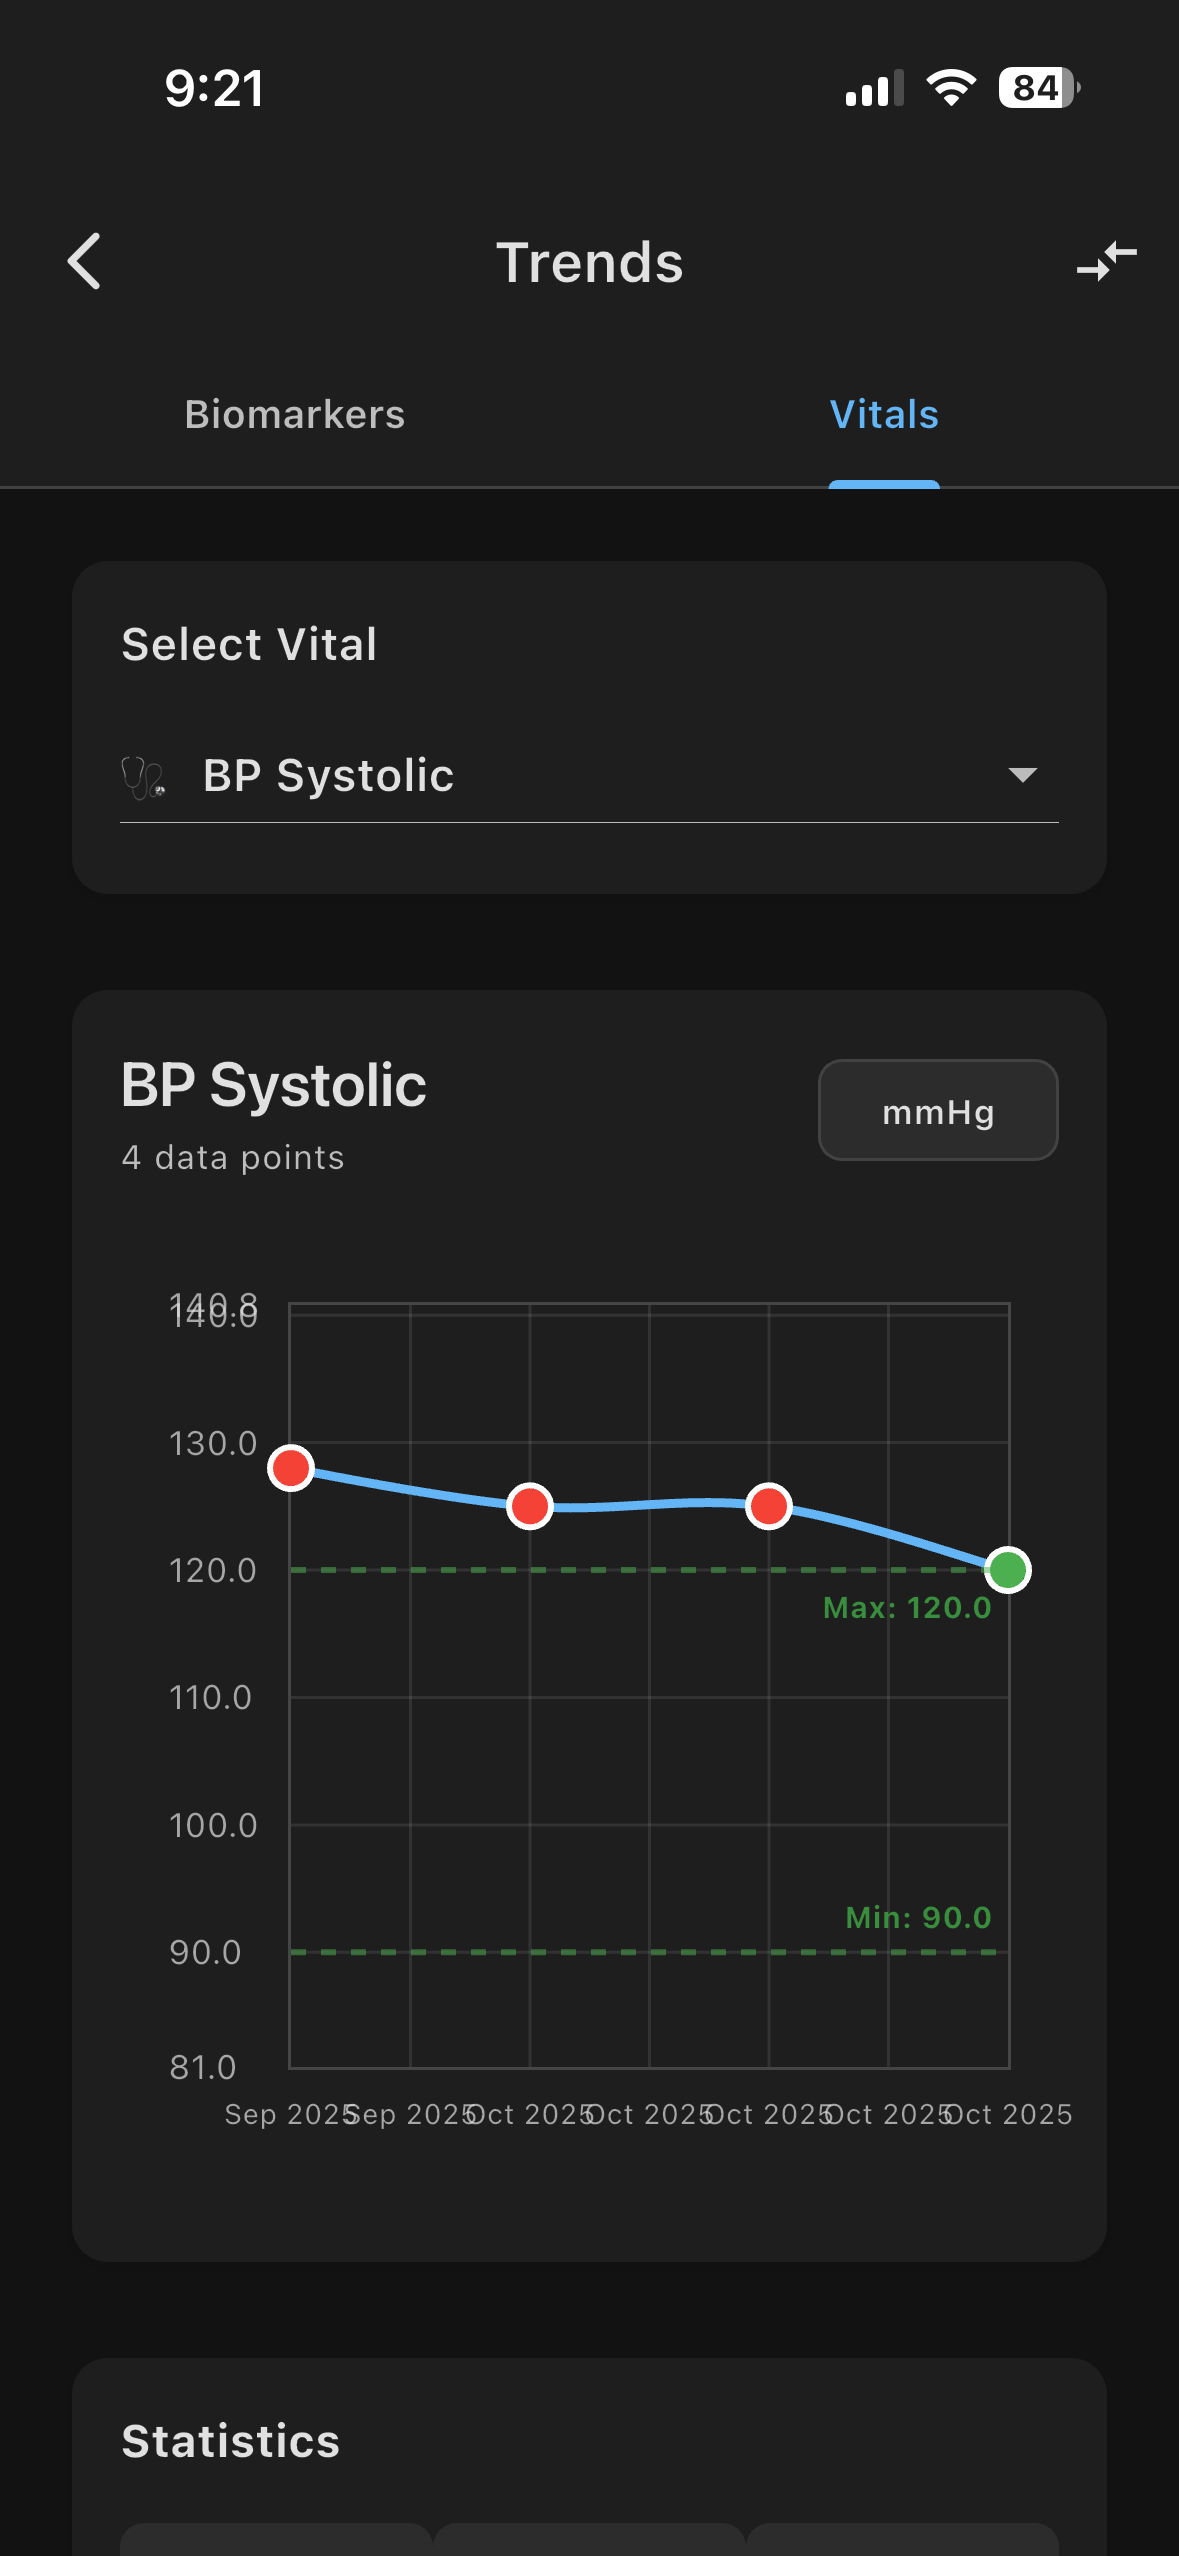 9:21
84
Trends
Biomarkers Vitals
Select Vital
BP Systolic
BP Systolic
mmHg
4 data points
140.8
140.0
130.0
120.0
Max: 120.0
110.0
100.0
Min: 90.0
90.0
81.0
Sep 2025 Sep 2025 Oct 2025 Oct 2025 Oct 2025 Oct 2025 Oct 2025
Statistics